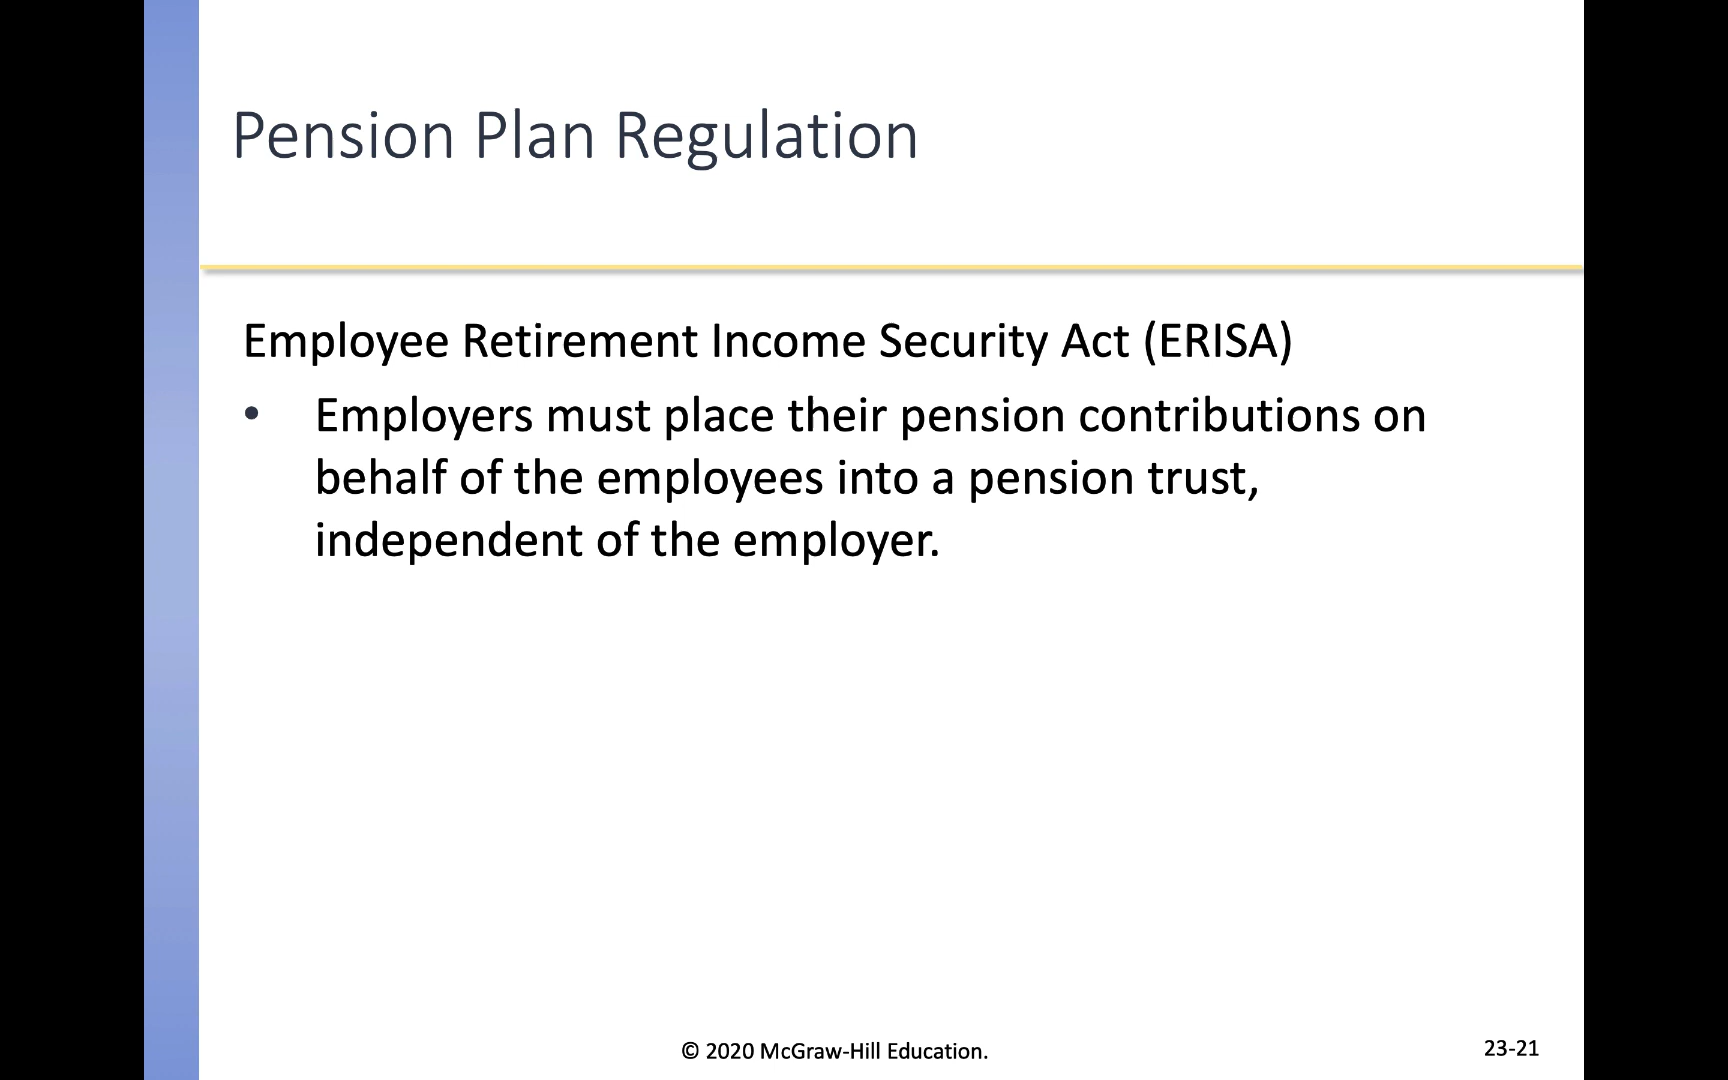 Pension Plan Regulation
Employee Retirement Income Security Act (ERISA)
• Employers must place their pension contributions on
behalf of the employees into a pension trust,
independent of the employer.
© 2020 McGraw-Hill Education.
23-21